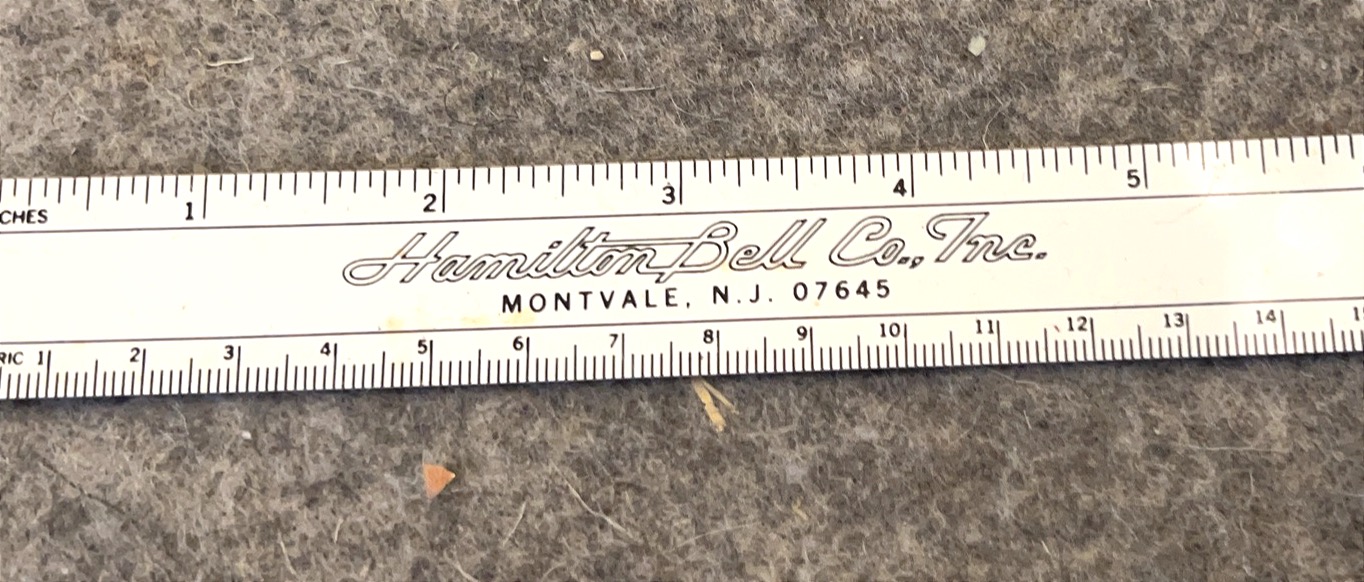 1 2 3 4 5
CHES
Hamilton Bell Co., Inc.
MONTVALE, N.J. 07645
RIC 1 2 3 4 5 6 7 8 9 10 11 12 13 14